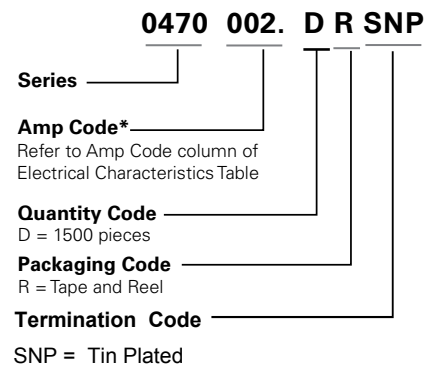 0470 002. D R SNP
Series
Amp Code*
Refer to Amp Code column of
Electrical Characteristics Table
Quantity Code
D = 1500 pieces
Packaging Code
R = Tape and Reel
Termination Code
SNP = Tin Plated